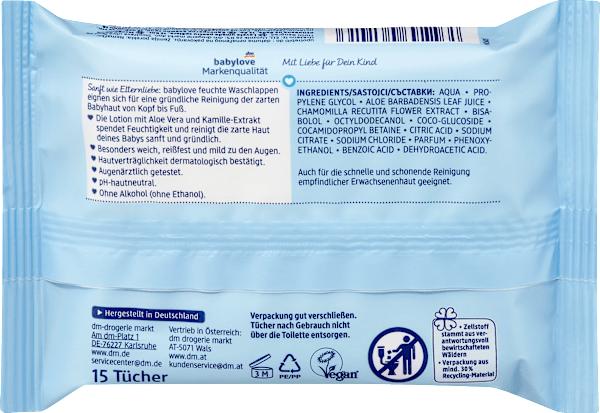 dm
babylove
Markenqualität
Mit Liebe für Dein Kind
Sanft wie Elternliebe: babylove feuchte Waschlappen
eignen sich für eine gründliche Reinigung der zarten
Babyhaut von Kopf bis Fuß.
♥ Die Lotion mit Aloe Vera und Kamille-Extrakt
spendet Feuchtigkeit und reinigt die zarte Haut
deines Babys sanft und gründlich.
♥ Besonders weich, reißfest und mild zu den Augen.
♥ Hautverträglichkeit dermatologisch bestätigt.
♥ Augenärztlich getestet.
♥ pH-hautneutral.
♥ Ohne Alkohol (ohne Ethanol).
INGREDIENTS/SASTOJCI/СЪСТАВКИ: AQUA • PRO-
PYLENE GLYCOL • ALOE BARBADENSIS LEAF JUICE •
CHAMOMILLA RECUTITA FLOWER EXTRACT • BISA-
BOLOL • OCTYLDODECANOL • COCO-GLUCOSIDE •
COCAMIDOPROPYL BETAINE • CITRIC ACID • SODIUM
CITRATE • SODIUM CHLORIDE • PARFUM • PHENOXY-
ETHANOL • BENZOIC ACID • DEHYDROACETIC ACID.
Auch für die schnelle und schonende Reinigung
empfindlicher Erwachsenenhaut geeignet.
Hergestellt in Deutschland
dm-drogerie markt
Am dm-Platz 1
DE-76227 Karlsruhe
www.dm.de
servicecenter@dm.de
Vertrieb in Österreich:
dm drogerie markt
AT-5071 Wals
www.dm.at
kundenservice@dm.at
15 Tücher
Verpackung gut verschließen.
Tücher nach Gebrauch nicht
über die Toilette entsorgen.
3 M
PE/PP
Vegan
• Zellstoff
stammt aus ver-
antwortungsvoll
bewirtschafteten
Wäldern
• Verpackung aus
mind. 30%
Recycling-Material